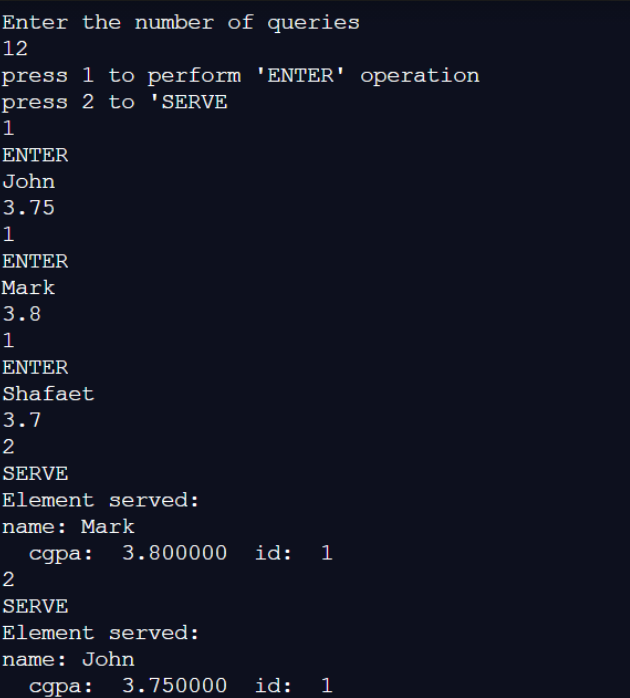 Enter the number of queries
12
press 1 to perform 'ENTER' operation
press 2 to 'SERVE
1
ENTER
John
3.75
1
ENTER
Mark
3.8
1
ENTER
Shafaet
3.7
2
SERVE
Element served:
name: Mark
  cgpa:  3.800000  id:  1
2
SERVE
Element served:
name: John
  cgpa:  3.750000  id:  1